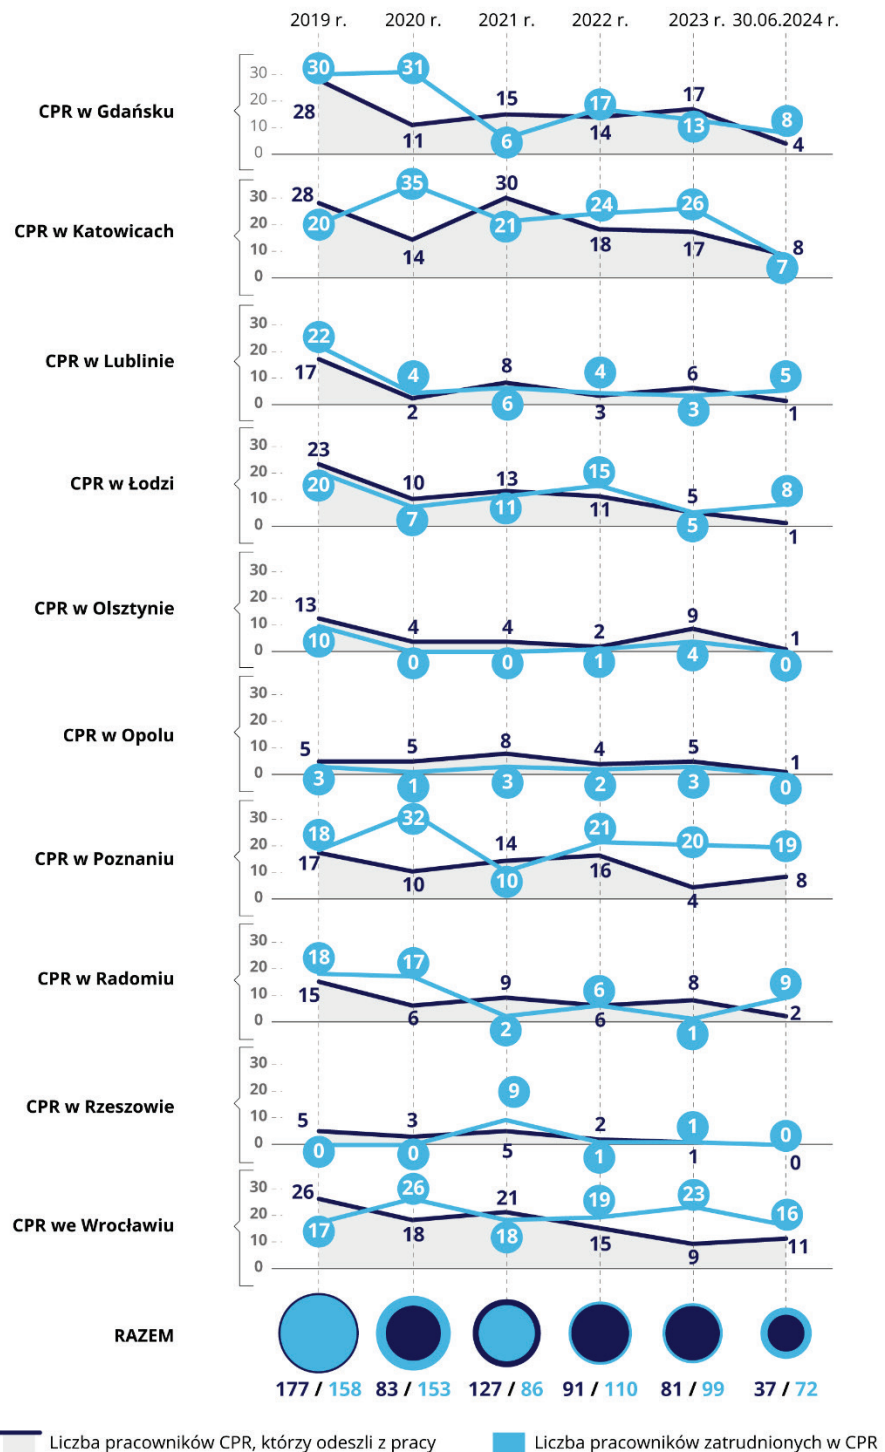 2019 r. 2020 r. 2021 r. 2022 r. 2023 r. 30.06.2024 r.
CPR w Gdańsku
30
20
10
0
30 31 6 17 13 8
28 11 15 14 17 4
CPR w Katowicach
30
20
10
0
28 14 30 18 17 8
20 35 21 24 26 7
CPR w Lublinie
30
20
10
0
22 4 6 4 3 5
17 2 8 3 6 1
CPR w Łodzi
30
20
10
0
23 10 13 11 5 1
20 7 11 15 5 8
CPR w Olsztynie
30
20
10
0
13 4 4 2 9 1
10 0 0 1 4 0
CPR w Opolu
30
20
10
0
5 5 8 4 5 1
3 1 3 2 3 0
CPR w Poznaniu
30
20
10
0
18 32 10 21 20 19
17 10 14 16 4 8
CPR w Radomiu
30
20
10
0
18 17 2 6 1 9
15 6 9 6 8 2
CPR w Rzeszowie
30
20
10
0
5 3 5 2 1 0
0 0 9 1 1 0
CPR we Wrocławiu
30
20
10
0
26 18 21 15 9 11
17 26 18 19 23 16
RAZEM
177 / 158 83 / 153 127 / 86 91 / 110 81 / 99 37 / 72
Liczba pracowników CPR, którzy odeszli z pracy Liczba pracowników zatrudnionych w CPR